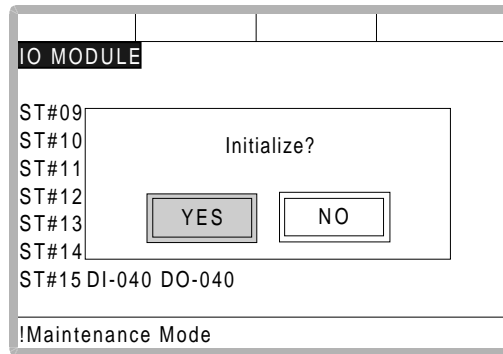 IO MODULE
ST#09
ST#10
Initialize?
ST#11
ST#12
YES NO
ST#13
ST#14
ST#15 DI-040 DO-040
!Maintenance Mode